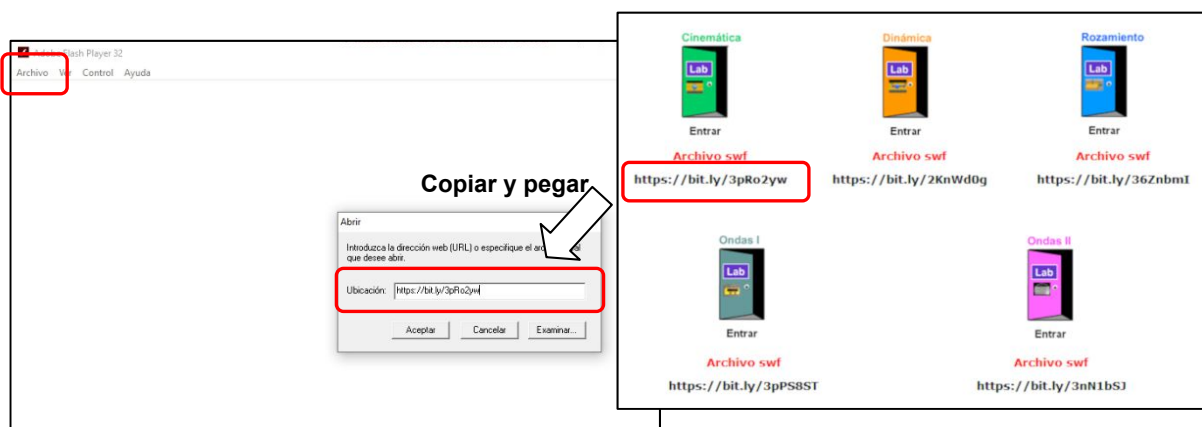 Adobe Flash Player 32
Archivo Ver Control Ayuda
Copiar y pegar
Abrir
Introduzca la dirección web (URL) o especifique el
que desee abrir.
Ubicación: https://bit.ly/3pRo2yw
Aceptar Cancelar Examinar...
Cinemática Dinámica Rozamiento
Lab Lab Lab
Entrar Entrar Entrar
Archivo swf Archivo swf Archivo swf
https://bit.ly/3pRo2yw https://bit.ly/2KnWd0g https://bit.ly/36ZnbmI
Ondas I Ondas II
Lab Lab
Entrar Entrar
Archivo swf Archivo swf
https://bit.ly/3pPS8ST https://bit.ly/3nN1bSJ